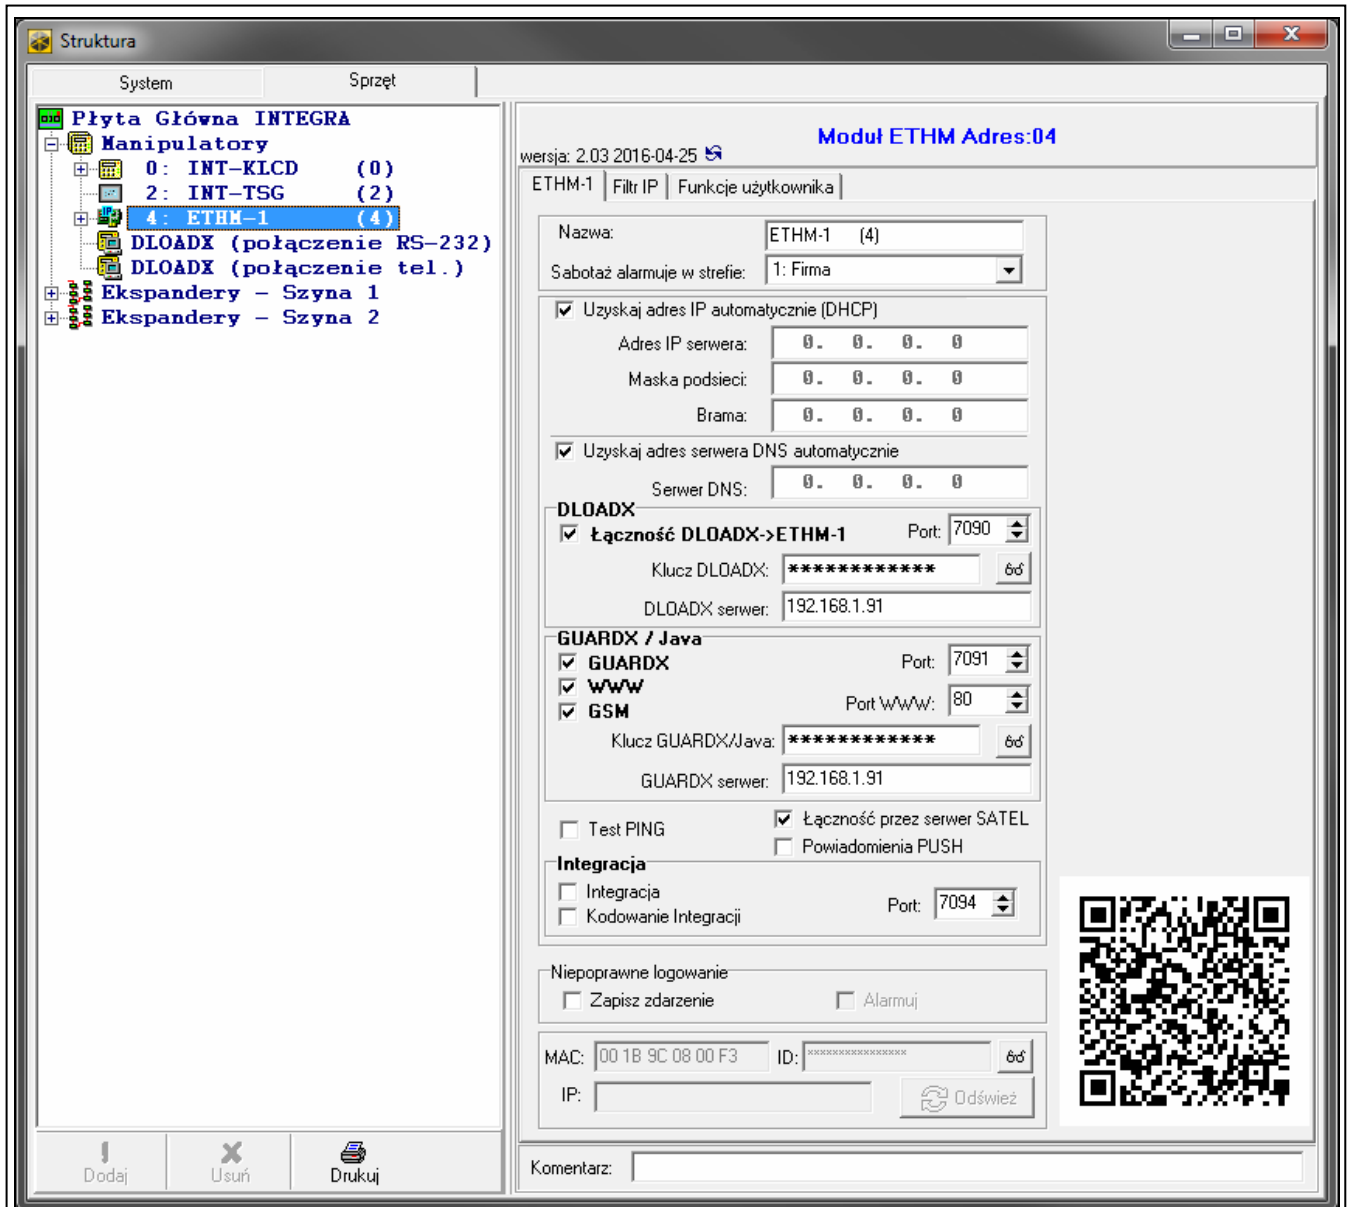 Struktura
System Sprzęt
Płyta Główna INTEGRA
Manipulatory
0: INT-KLCD (0)
2: INT-TSG (2)
4: ETHM-1 (4)
DLOADX (połączenie RS-232)
DLOADX (połączenie tel.)
Ekspandery - Szyna 1
Ekspandery - Szyna 2
Dodaj Usuń Drukuj
Moduł ETHM Adres:04
wersja: 2.03 2016-04-25
ETHM-1 Filtr IP Funkcje użytkownika
Nazwa: ETHM-1 (4)
Sabotaż alarmuje w strefie: 1: Firma
Uzyskaj adres IP automatycznie (DHCP)
Adres IP serwera: 0. 0. 0. 0
Maska podsieci: 0. 0. 0. 0
Brama: 0. 0. 0. 0
Uzyskaj adres serwera DNS automatycznie
Serwer DNS: 0. 0. 0. 0
DLOADX
Łączność DLOADX->ETHM-1 Port: 7090
Klucz DLOADX: ************
DLOADX serwer: 192.168.1.91
GUARDX / Java
GUARDX Port: 7091
WWW
Port WWW: 80
GSM
Klucz GUARDX/Java: ************
GUARDX serwer: 192.168.1.91
Łączność przez serwer SATEL
Test PING
Powiadomienia PUSH
Integracja
Integracja
Port: 7094
Kodowanie Integracji
Niepoprawne logowanie
Zapisz zdarzenie Alarmuj
MAC: 00 1B 9C 08 00 F3 ID: ****************
IP: Odśwież
Komentarz: